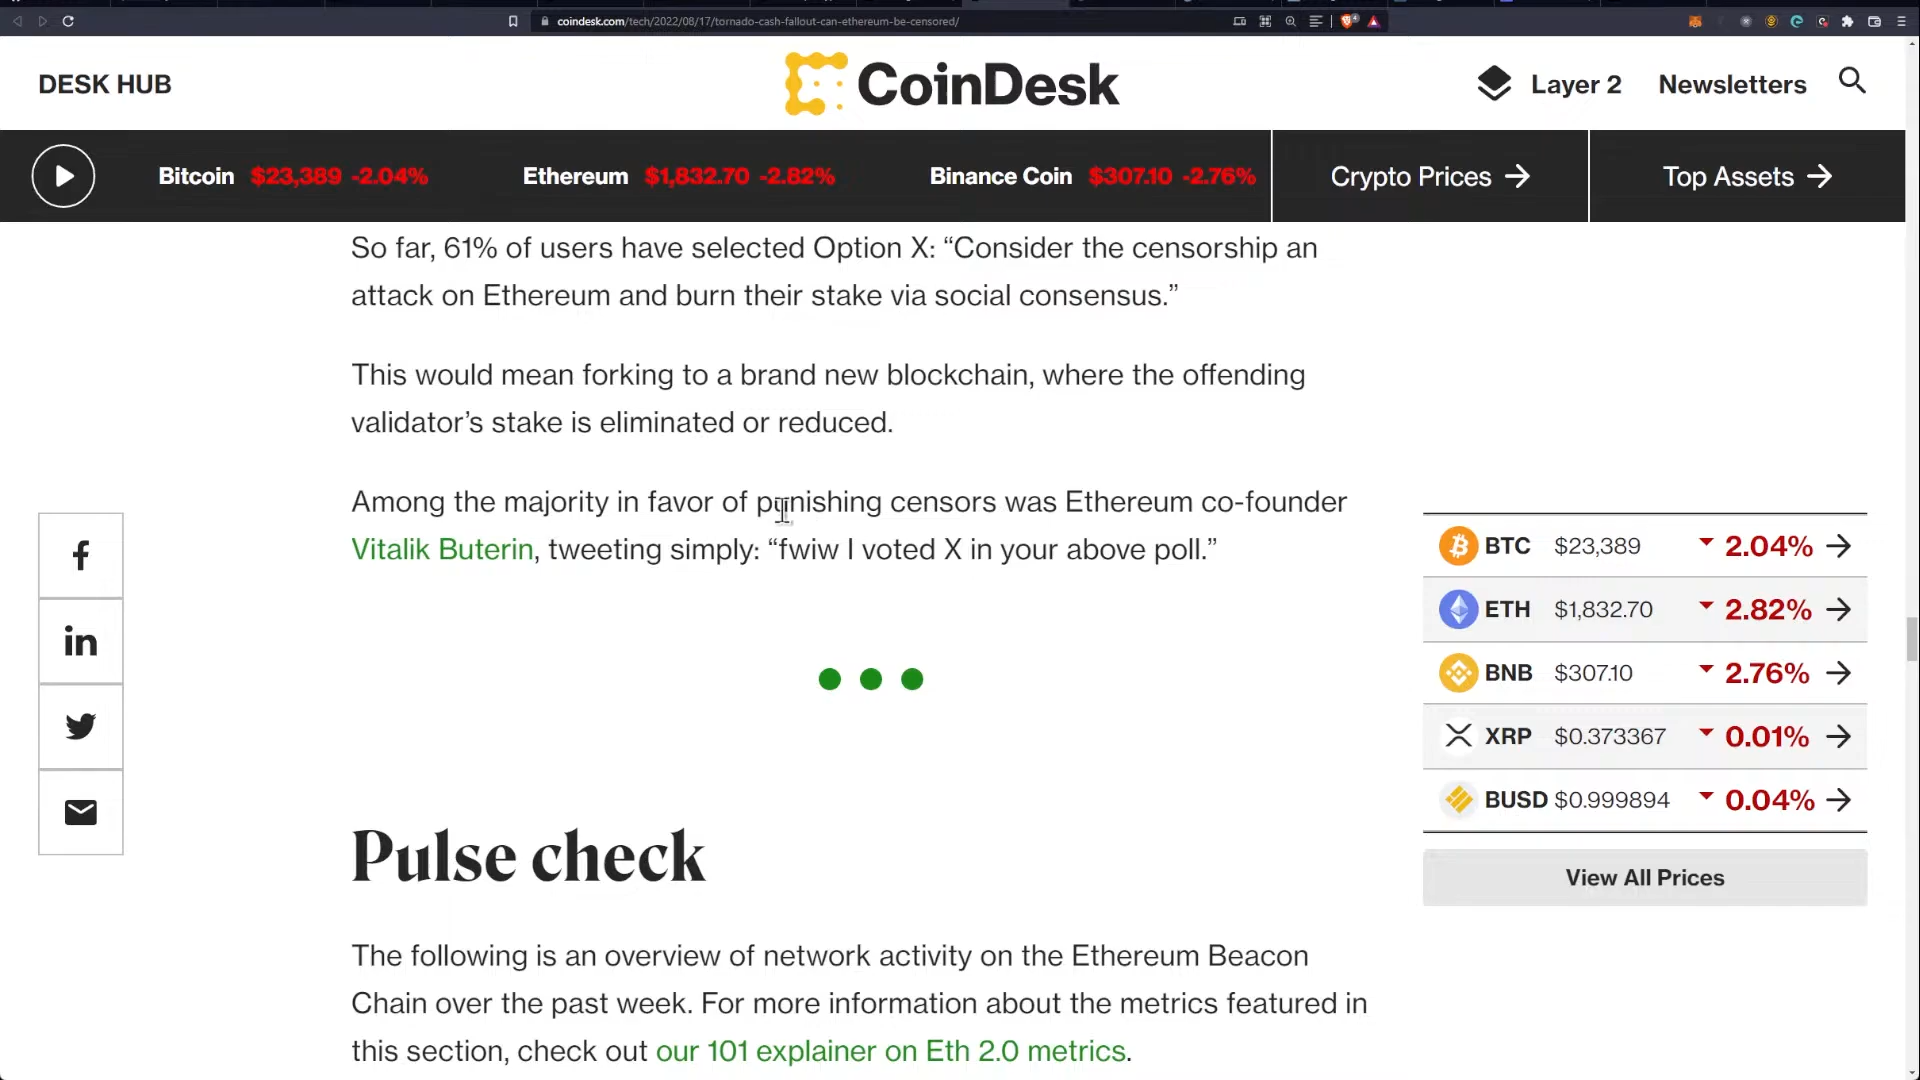 coindesk.com/tech/2022/08/17/tornado-cash-fallout-can-ethereum-be-censored/
DESK HUB
CoinDesk
Layer 2
Newsletters
Bitcoin $23,389 -2.04%
Ethereum $1,832.70 -2.82%
Binance Coin $307.10 -2.76%
Crypto Prices →
Top Assets →
So far, 61% of users have selected Option X: “Consider the censorship an
attack on Ethereum and burn their stake via social consensus.”
This would mean forking to a brand new blockchain, where the offending
validator’s stake is eliminated or reduced.
Among the majority in favor of punishing censors was Ethereum co-founder
Vitalik Buterin, tweeting simply: “fwiw I voted X in your above poll.”
f
in
BTC $23,389 2.04% →
ETH $1,832.70 2.82% →
BNB $307.10 2.76% →
XRP $0.373367 0.01% →
BUSD $0.999894 0.04% →
View All Prices
Pulse check
The following is an overview of network activity on the Ethereum Beacon
Chain over the past week. For more information about the metrics featured in
this section, check out our 101 explainer on Eth 2.0 metrics.